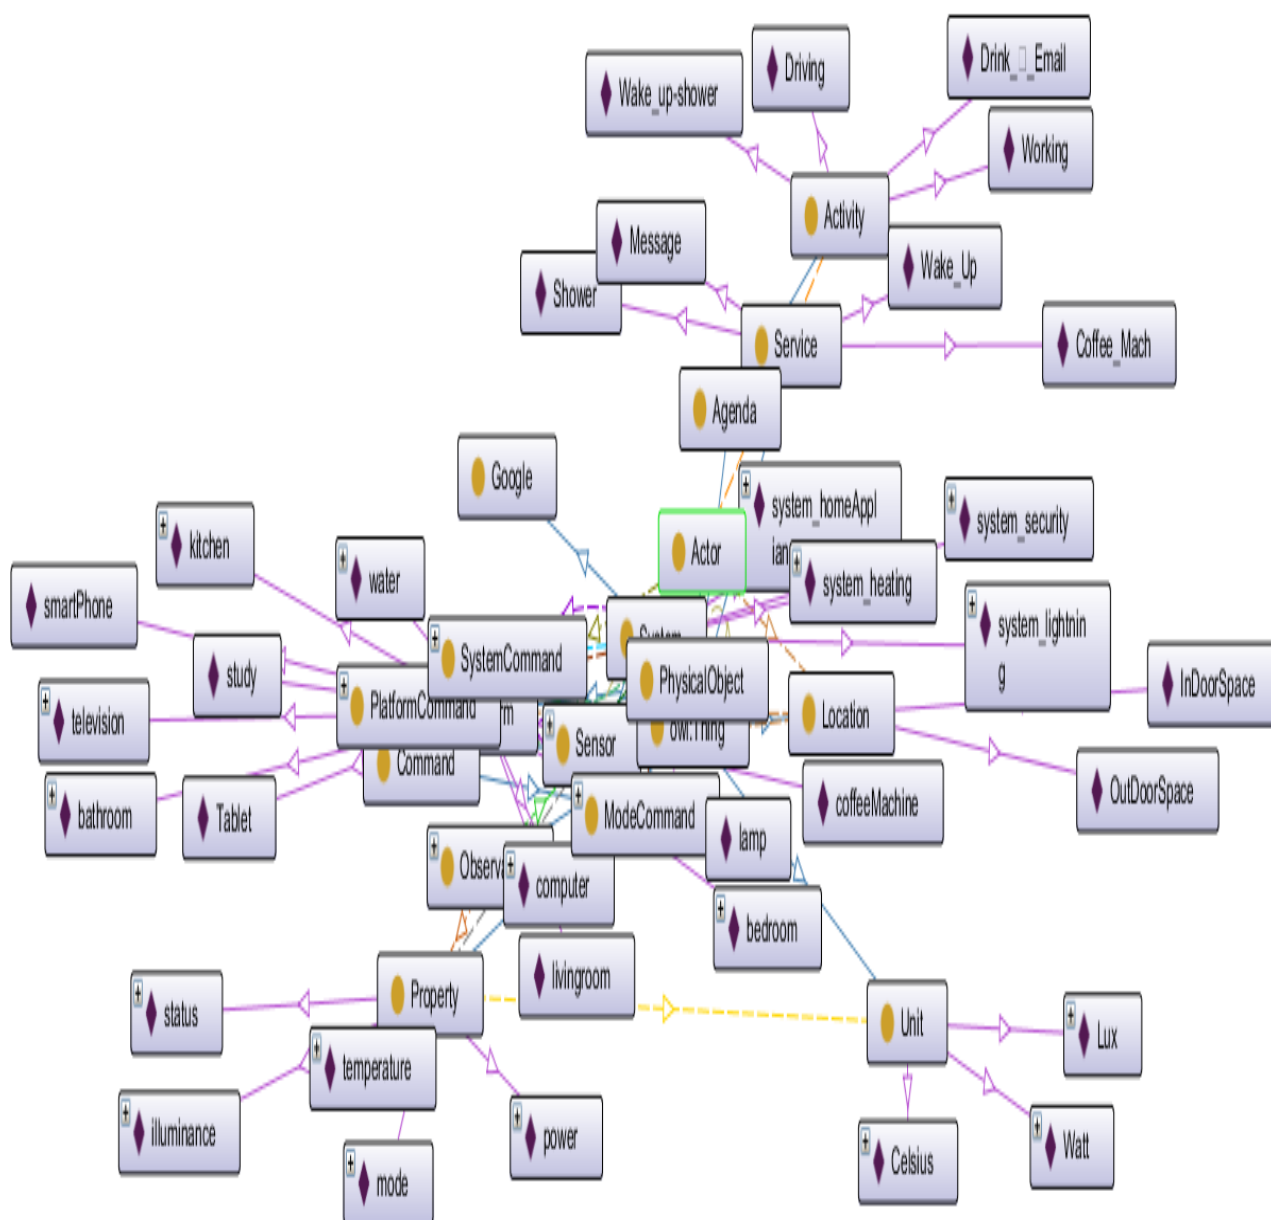 Drink_ _Email
Driving
Wake_up-shower
Working
Activity
Message
Wake_Up
Shower
Service
Coffee_Mach
Agenda
Google
system_homeAppl
ian
system_security
kitchen
Actor
water
system_heating
smartPhone
system_lightnin
g
System
SystemCommand
study
PhysicalObject
InDoorSpace
PlatformCommand
television
Location
Sensor
owl:Thing
Command
OutDoorSpace
coffeeMachine
bathroom
Tablet
ModeCommand
lamp
Observa
computer
bedroom
livingroom
Property
status
Unit
Lux
temperature
illuminance
power
Watt
Celsius
mode